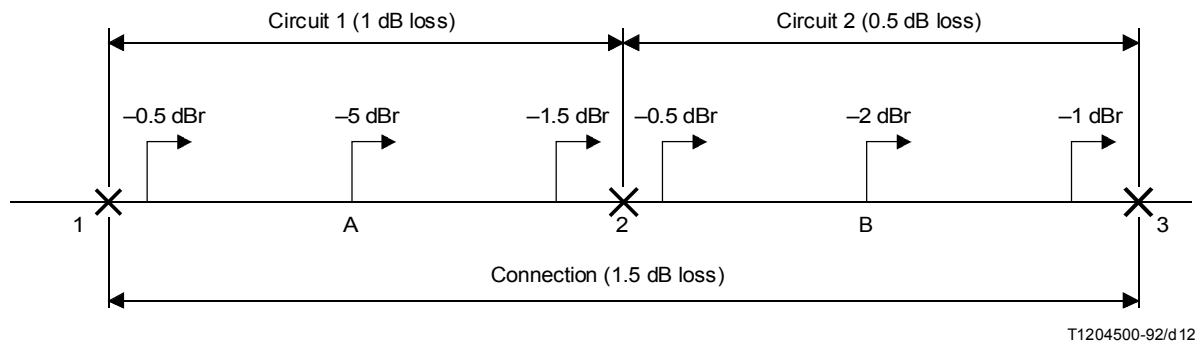 Circuit 1 (1 dB loss)
Circuit 2 (0.5 dB loss)
–0.5 dBr
–5 dBr
–1.5 dBr
–0.5 dBr
–2 dBr
–1 dBr
1
A
2
B
3
Connection (1.5 dB loss)
T1204500-92/d12